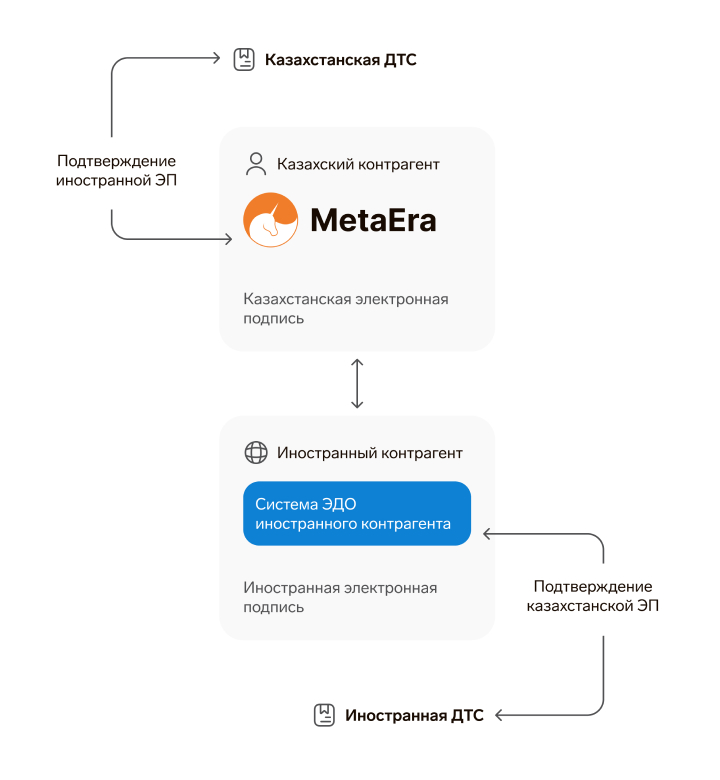 Казахстанская ДТС
Подтверждение
иностранной ЭП
Казахский контрагент
MetaEra
Казахстанская электронная
подпись
Иностранный контрагент
Система ЭДО
иностранного контрагента
Иностранная электронная
подпись
Подтверждение
казахстанской ЭП
Иностранная ДТС